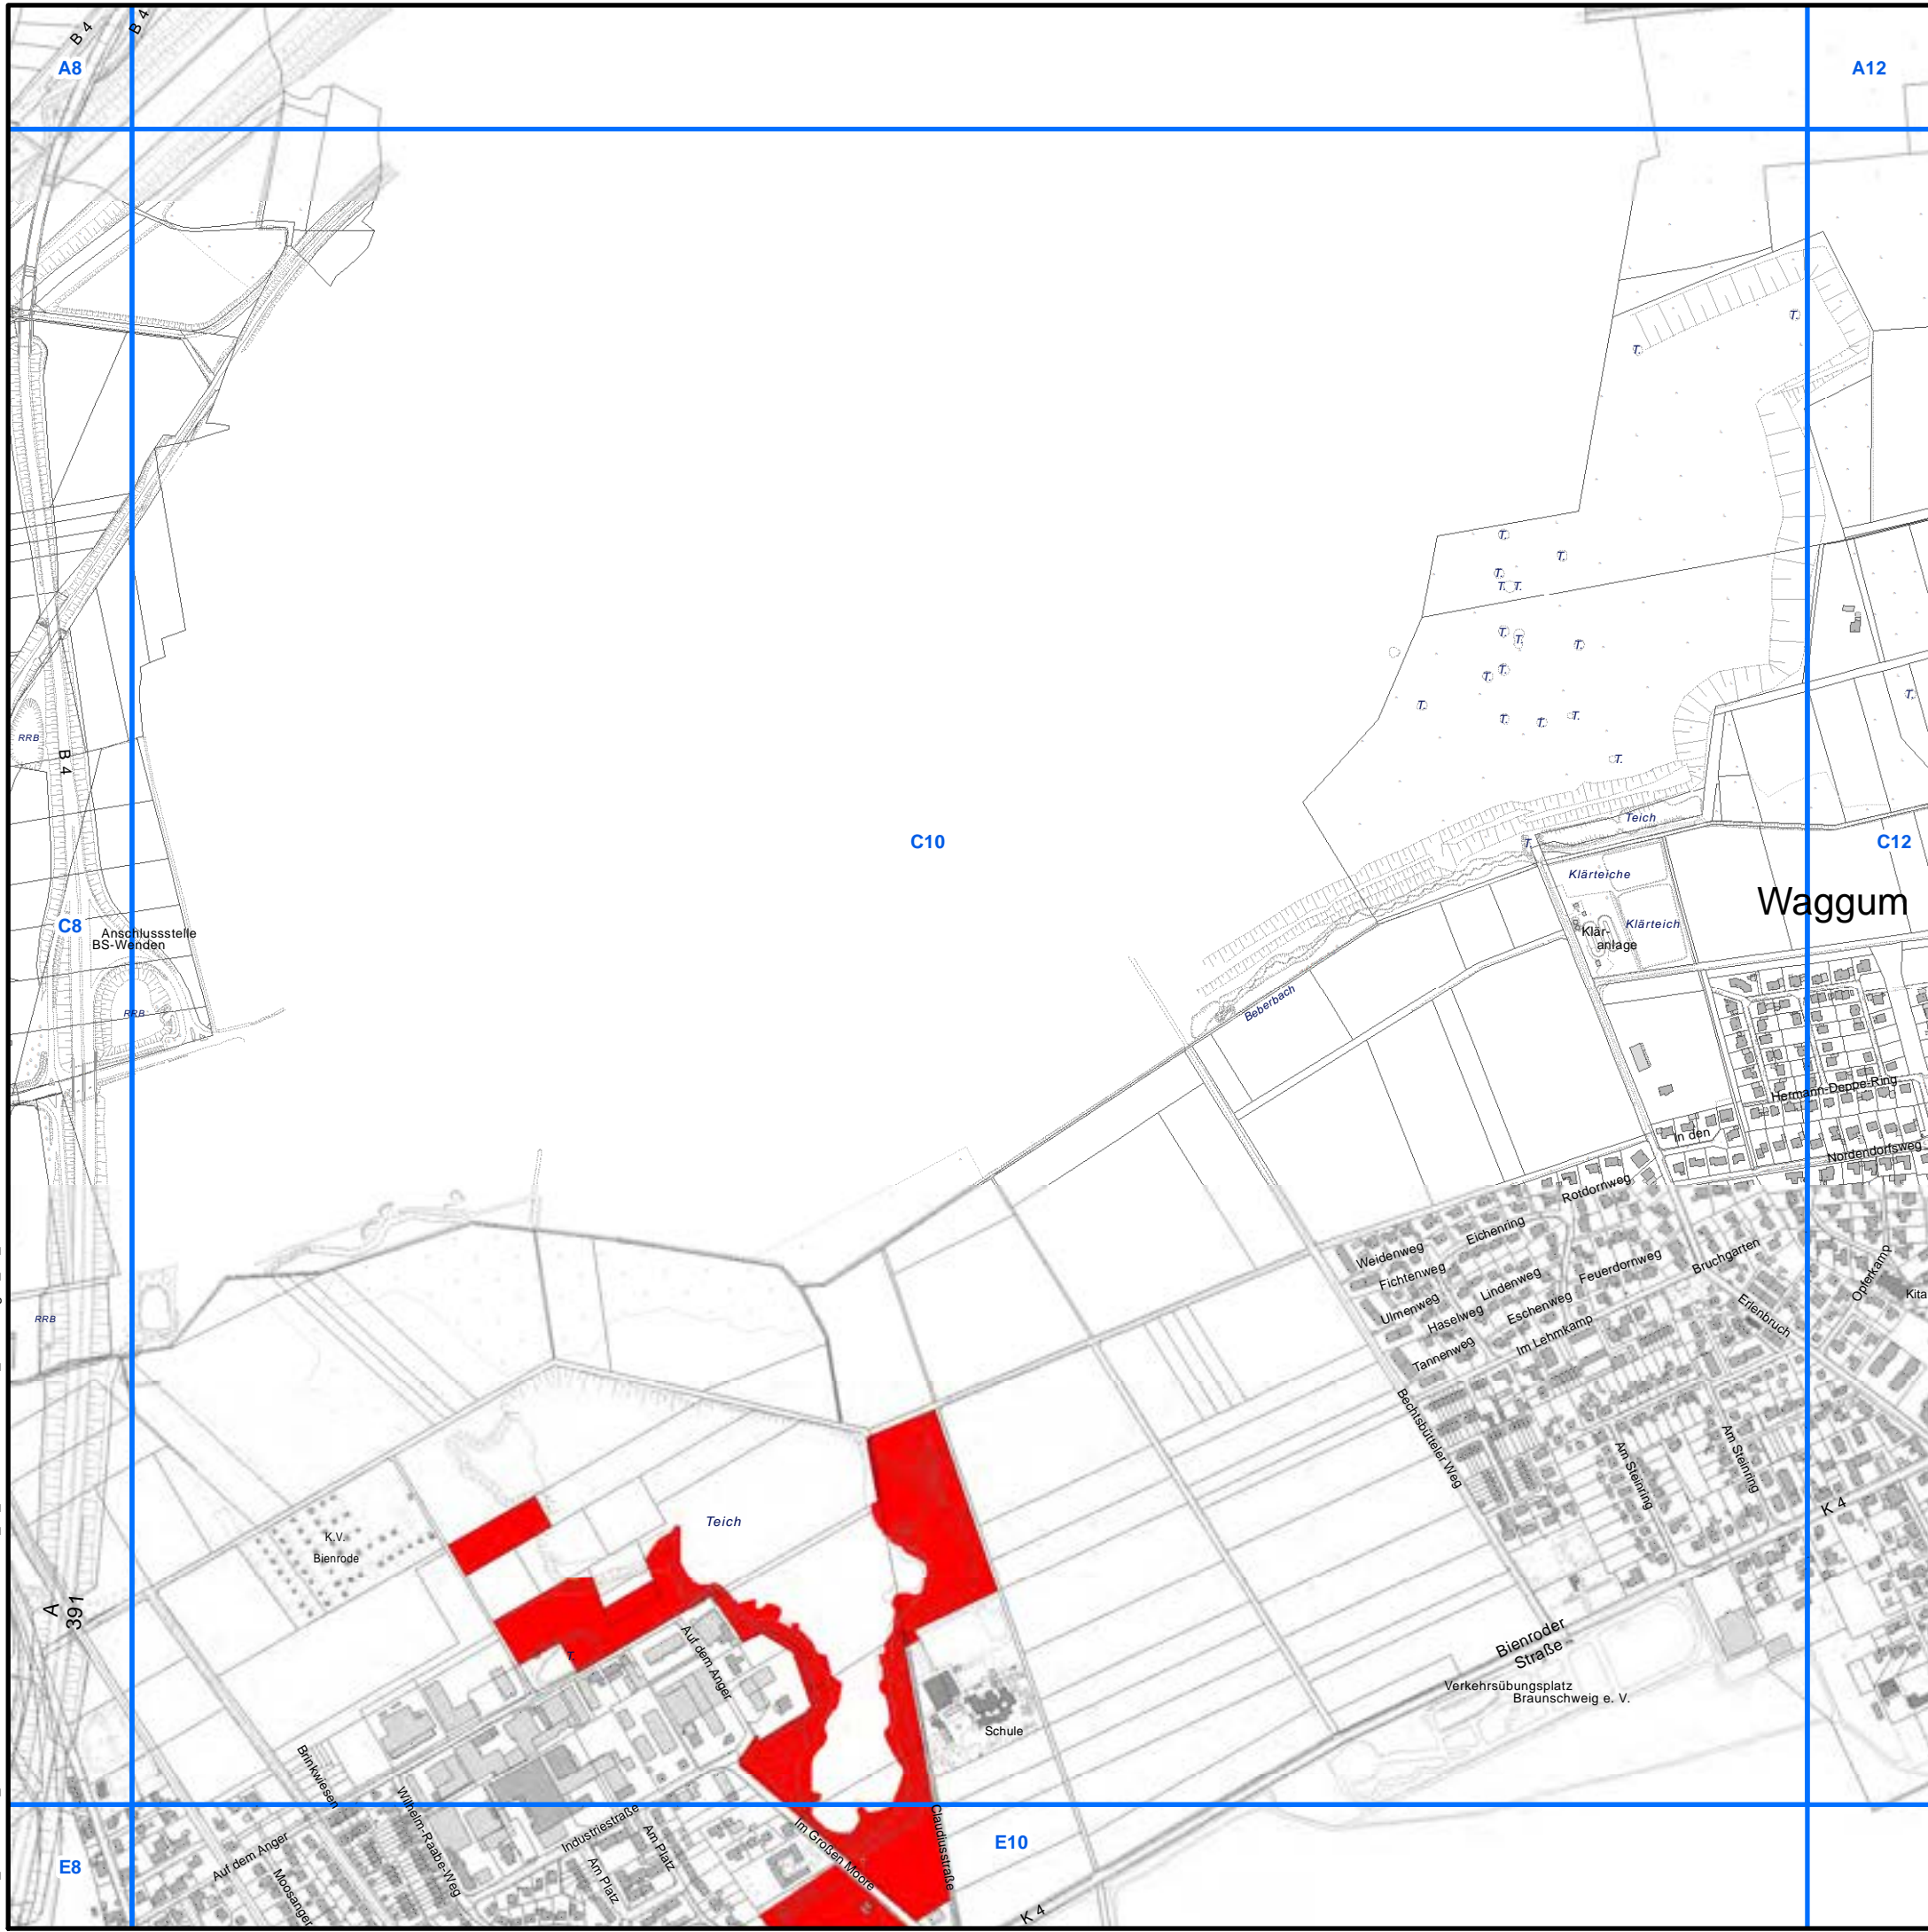 B 4
B 4
A8
A12
T.
T.
T.
T.
T.
T. T.
T.
T.
T.
T.
T.
T.
T.
T.
T.
T.
T.
T.
RRB
B 4
C10
Teich
T.
C12
Klärteiche
Waggum
C8
Anschlussstelle
BS-Wenden
Klärteich
Klär-
anlage
RRB
Beberbach
Hermann-Deppe-Ring
In den
Nordendorfsweg
Rotdornweg
Eichenring
Weidenweg
Fichtenweg
Feuerdornweg
Bruchgarten
Opferkamp
Lindenweg
Kita
Ulmenweg
Haselweg
Eschenweg
Erlenbruch
RRB
Im Lehmkamp
Tannenweg
Bechtsbütteler Weg
Am Steinring
Am Steinring
K 4
Teich
K.V.
Bienrode
A
391
Bienroder
Straße
T.
Auf dem Anger
Verkehrsübungsplatz
Braunschweig e. V.
Schule
Brinkwiesen
Wilhelm-Raabe-Weg
Industriestraße
Am Platz
Im Großen Moore
Claudiusstraße
E10
Auf dem Anger
E8
Moosanger
Am Platz
K 4